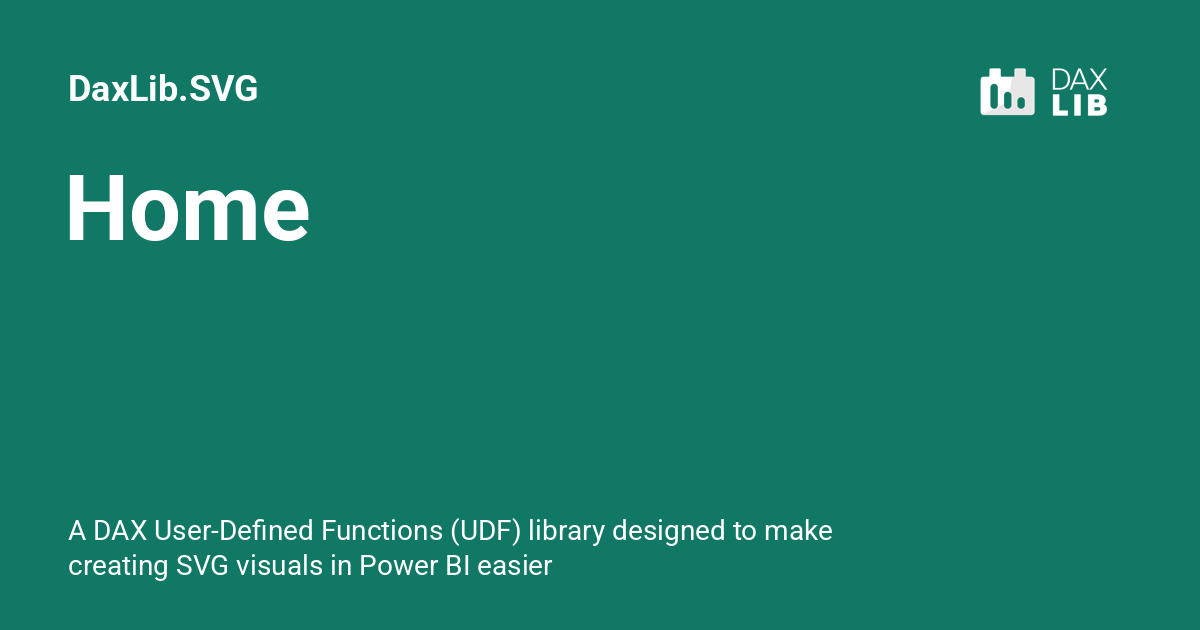 DaxLib.SVG
DAX
LIB
Home
A DAX User-Defined Functions (UDF) library designed to make
creating SVG visuals in Power BI easier